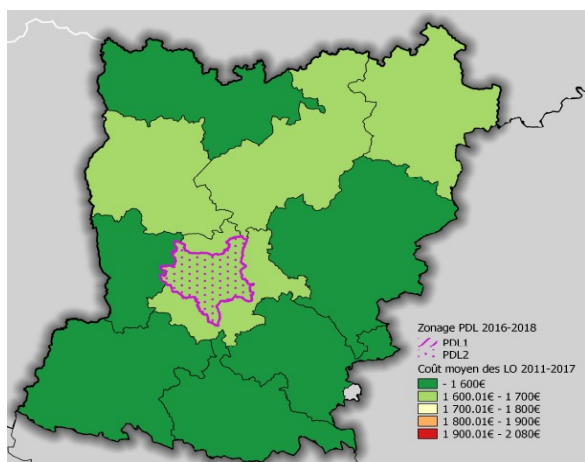 Zonage PDL 2016-2018
PDL1
PDL2
Coût moyen des LO 2011-2017
- 1 600€
1 600.01€ - 1 700€
1 700.01€ - 1 800€
1 800.01€ - 1 900€
1 900.01€ - 2 080€